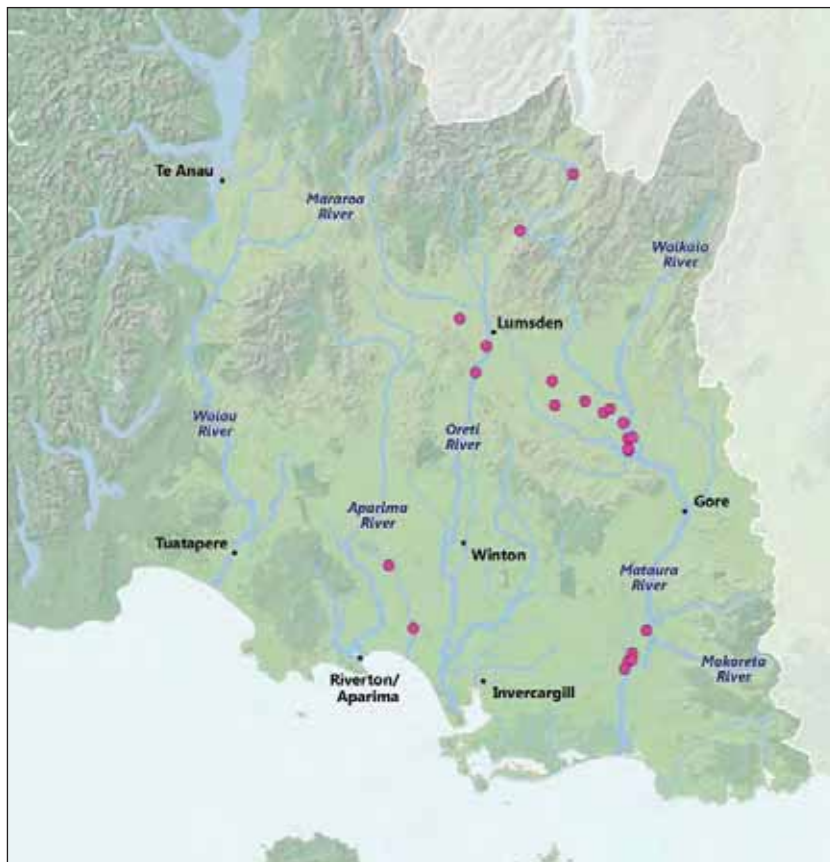 Te Anau
Mararoa
River
Waikaia
River
Lumsden
Waiau
River
Oreti
River
Aparima
River
Gore
Tuatapere
Winton
Mataura
River
Mokoreta
River
Riverton/
Aparima
Invercargill